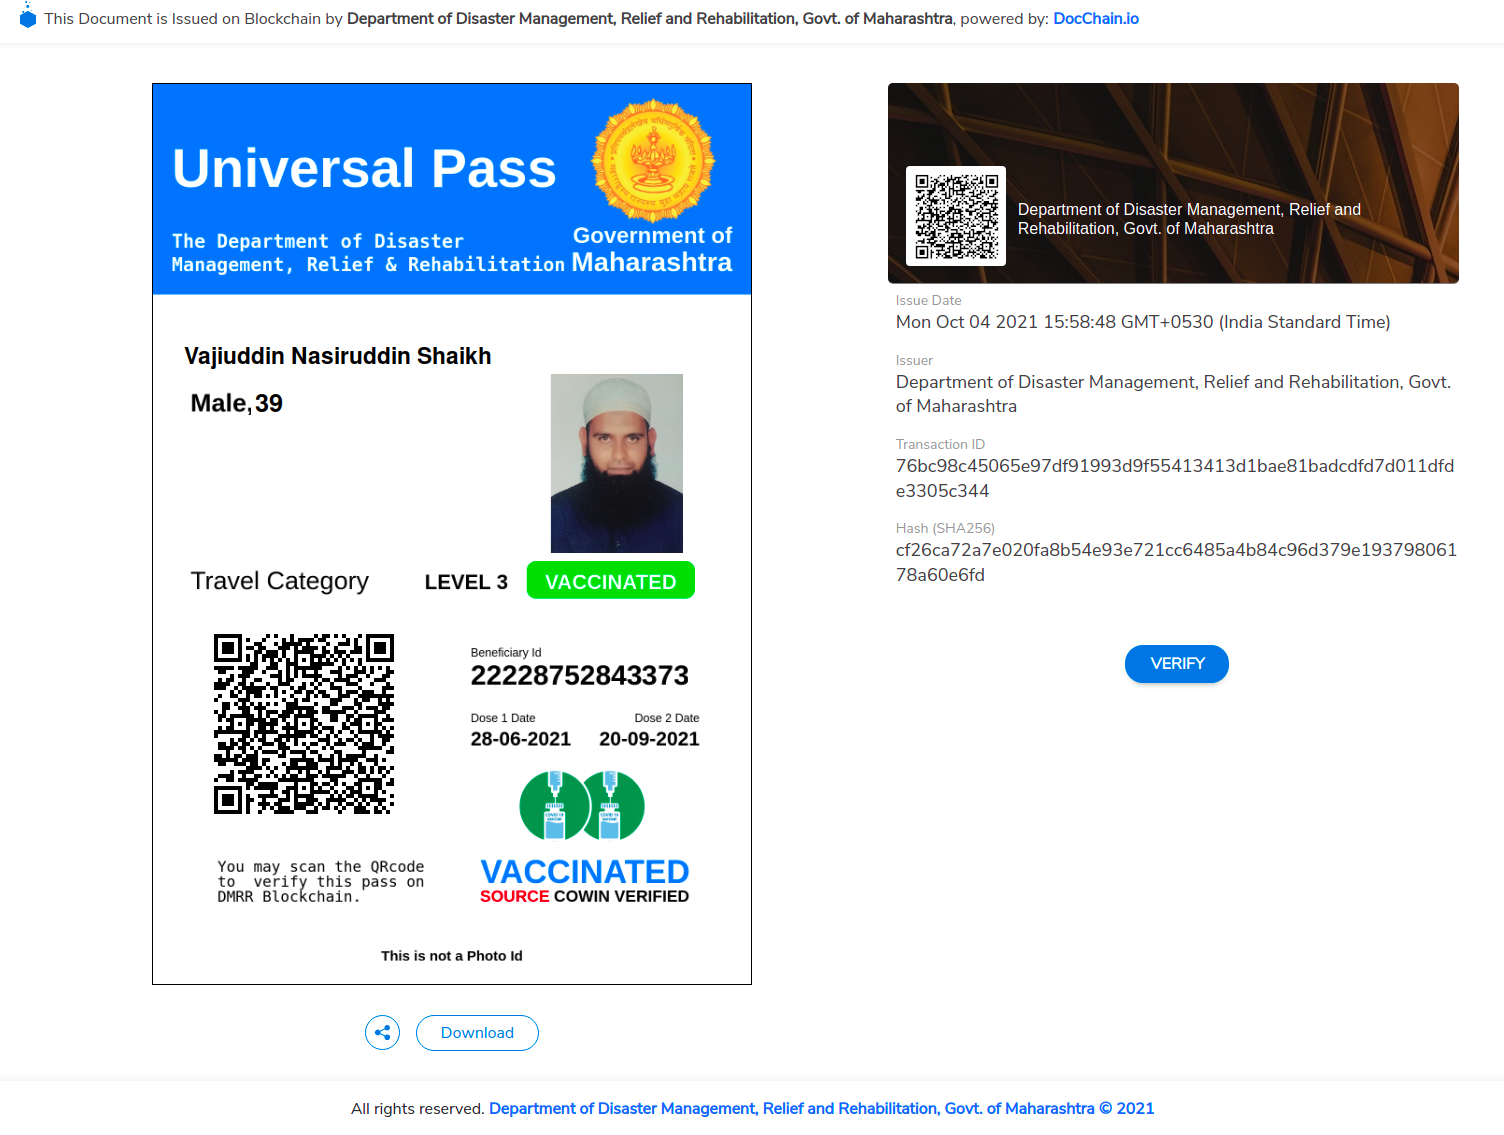 This Document is Issued on Blockchain by Department of Disaster Management, Relief and Rehabilitation, Govt. of Maharashtra, powered by: DocChain.io
Universal Pass
The Department of Disaster
Management, Relief & Rehabilitation
Government of
Maharashtra
Vajiuddin Nasiruddin Shaikh
Male, 39
Travel Category LEVEL 3 VACCINATED
Beneficiary Id
22228752843373
Dose 1 Date Dose 2 Date
28-06-2021 20-09-2021
VACCINATED
SOURCE COWIN VERIFIED
You may scan the QRcode
to verify this pass on
DMRR Blockchain.
This is not a Photo Id
Download
Department of Disaster Management, Relief and
Rehabilitation, Govt. of Maharashtra
Issue Date
Mon Oct 04 2021 15:58:48 GMT+0530 (India Standard Time)
Issuer
Department of Disaster Management, Relief and Rehabilitation, Govt.
of Maharashtra
Transaction ID
76bc98c45065e97df91993d9f55413413d1bae81badcdfd7d011dfd
e3305c344
Hash (SHA256)
cf26ca72a7e020fa8b54e93e721cc6485a4b84c96d379e193798061
78a60e6fd
VERIFY
All rights reserved. Department of Disaster Management, Relief and Rehabilitation, Govt. of Maharashtra © 2021